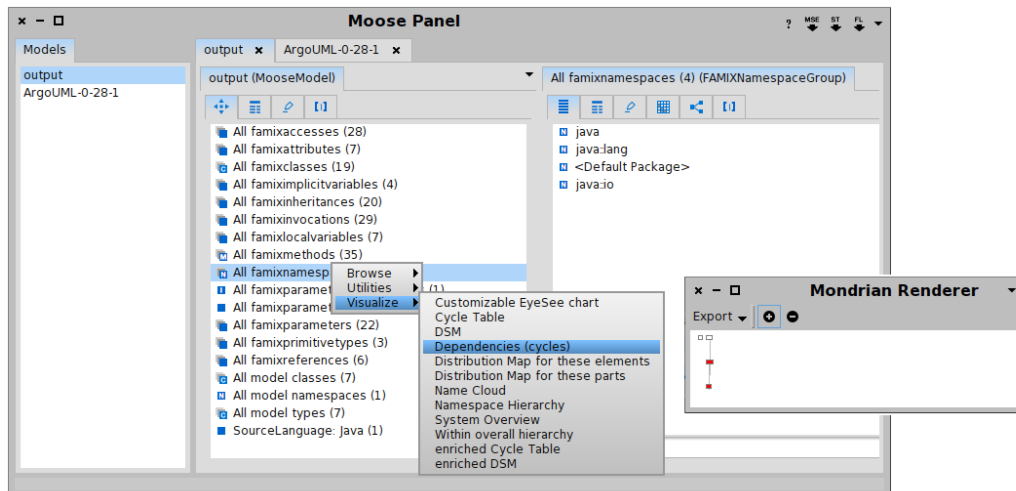 Moose Panel
? MSE ST FL
Models
output
ArgoUML-0-28-1
output × ArgoUML-0-28-1 ×
output (MooseModel)
All famixaccesses (28)
All famixattributes (7)
All famixclasses (19)
All famiximplicitvariables (4)
All famixinheritances (20)
All famixinvocations (29)
All famixlocalvariables (7)
All famixmethods (35)
All famixnamesp
All famixparamet (1)
All famixparamet
All famixparameters (22)
All famixprimitivetypes (3)
All famixreferences (6)
All model classes (7)
All model namespaces (1)
All model types (7)
SourceLanguage: Java (1)
Browse
Utilities
Visualize
Customizable EyeSee chart
Cycle Table
DSM
Dependencies (cycles)
Distribution Map for these elements
Distribution Map for these parts
Name Cloud
Namespace Hierarchy
System Overview
Within overall hierarchy
enriched Cycle Table
enriched DSM
All famixnamespaces (4) (FAMIXNamespaceGroup)
java
java:lang
<Default Package>
java:io
Mondrian Renderer
Export